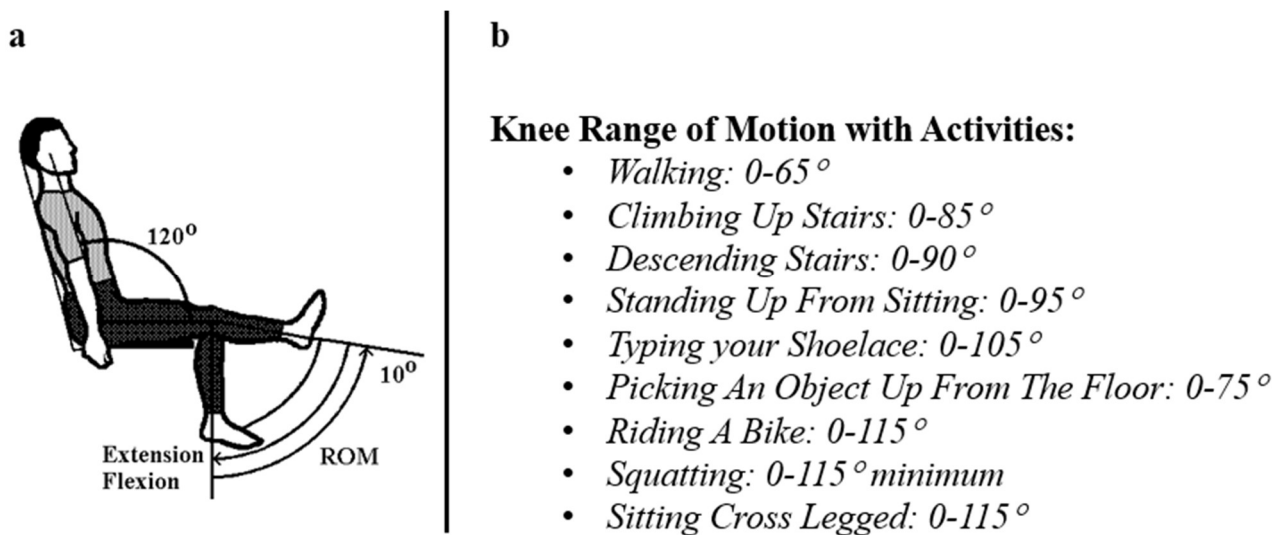 a
120°
10°
Extension
Flexion
ROM
b
Knee Range of Motion with Activities:
• Walking: 0-65°
• Climbing Up Stairs: 0-85°
• Descending Stairs: 0-90°
• Standing Up From Sitting: 0-95°
• Typing your Shoelace: 0-105°
• Picking An Object Up From The Floor: 0-75°
• Riding A Bike: 0-115°
• Squatting: 0-115° minimum
• Sitting Cross Legged: 0-115°